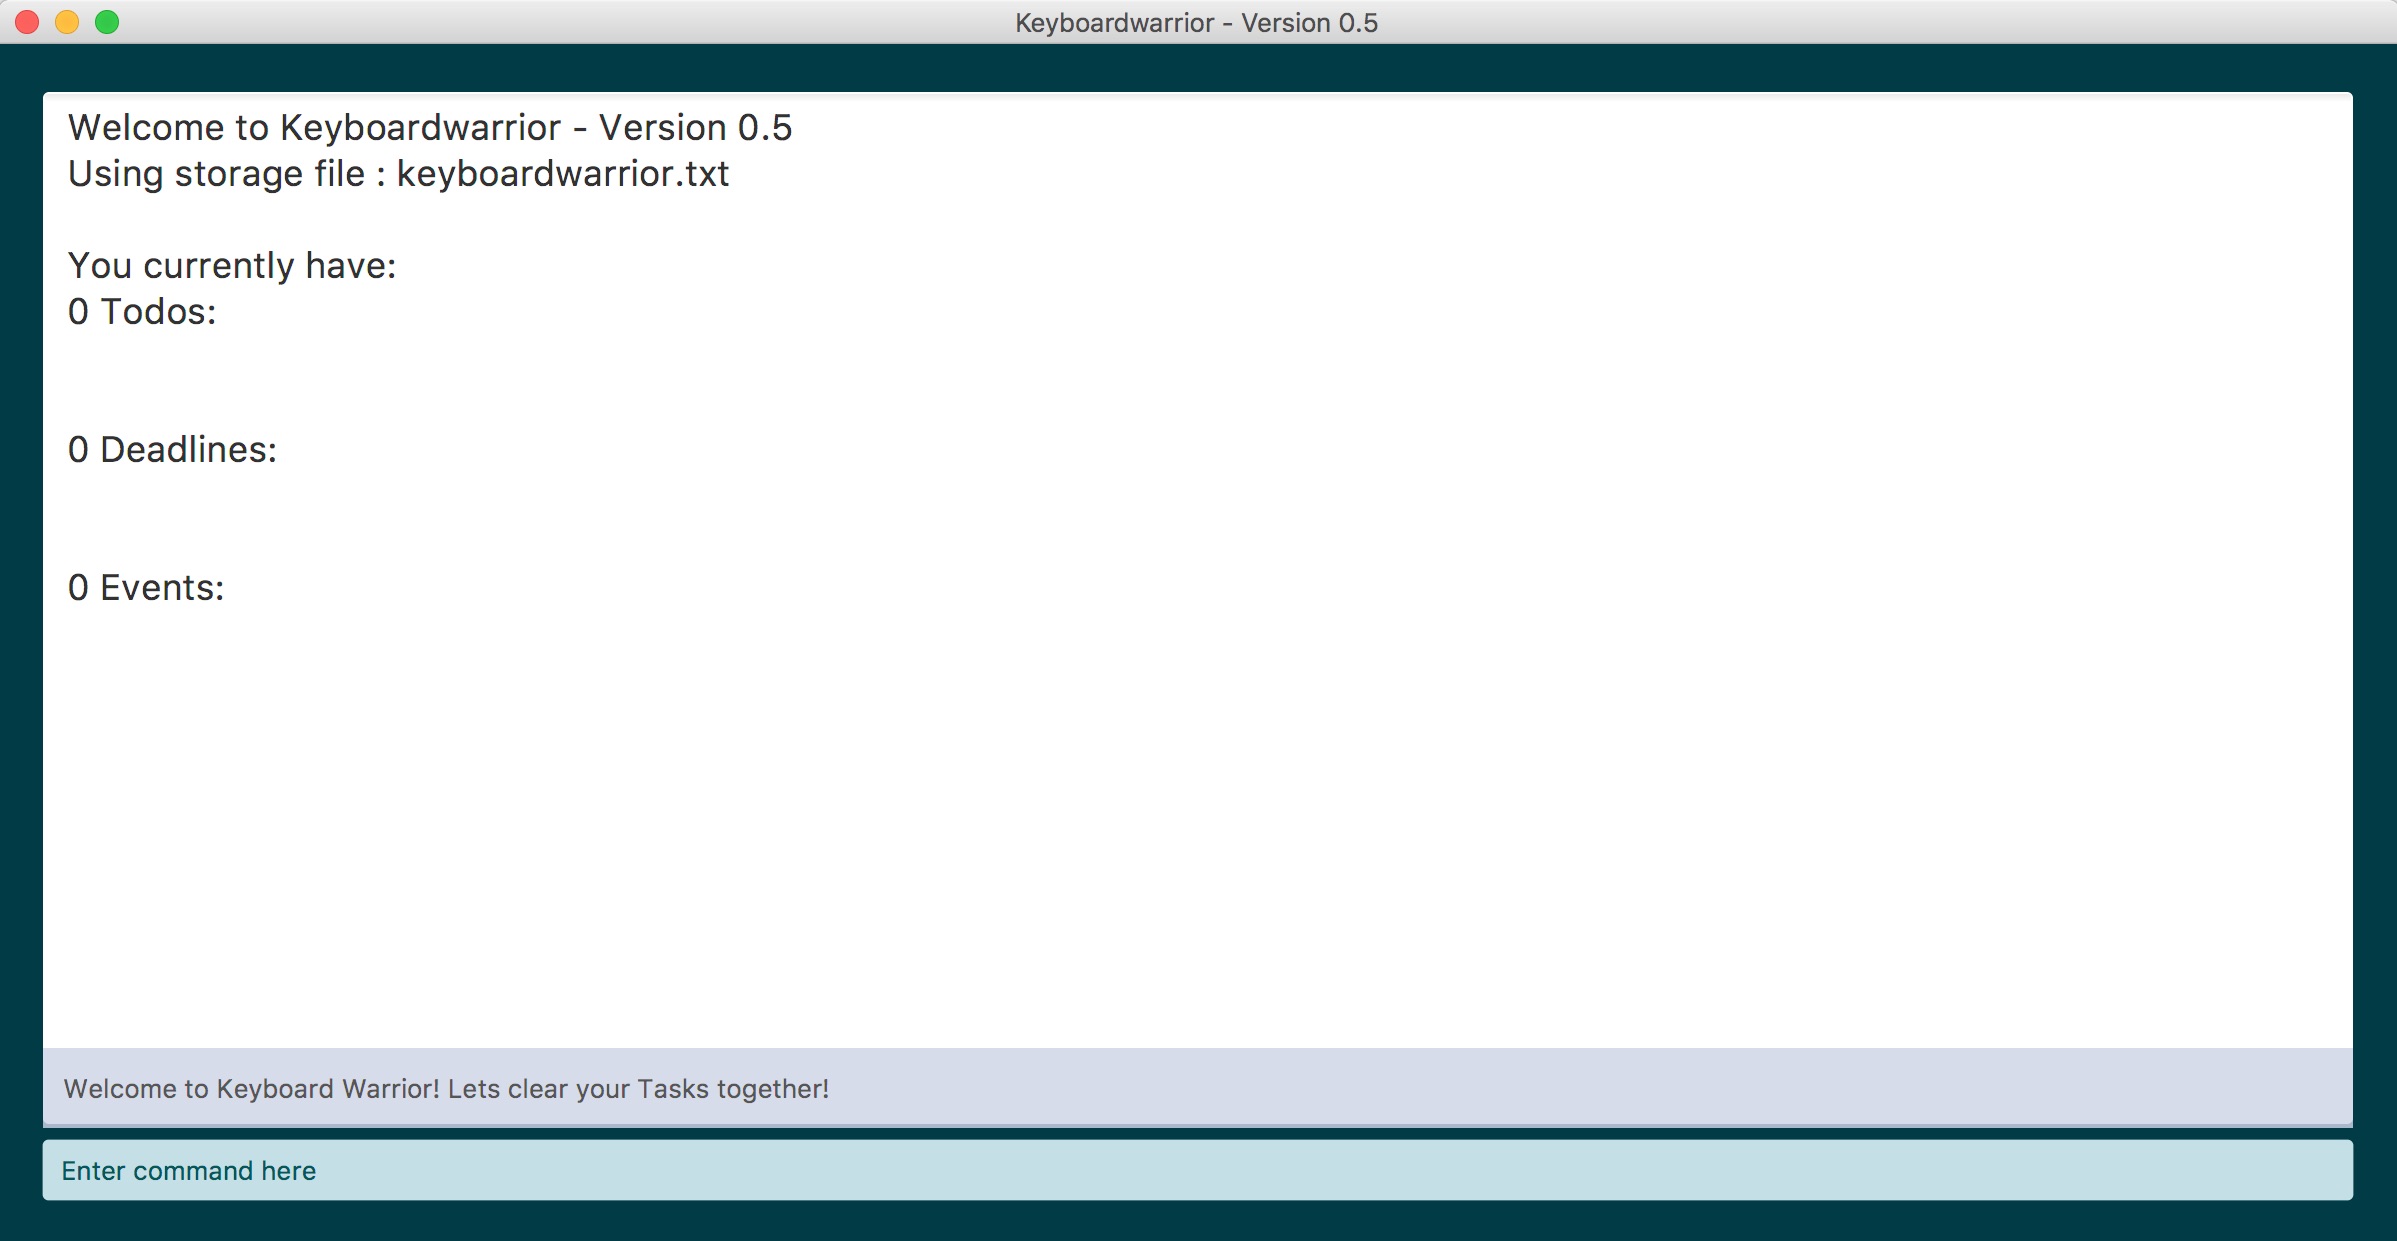 Keyboardwarrior - Version 0.5
Welcome to Keyboardwarrior - Version 0.5
Using storage file : keyboardwarrior.txt
You currently have:
0 Todos:
0 Deadlines:
0 Events:
Welcome to Keyboard Warrior! Lets clear your Tasks together!
Enter command here